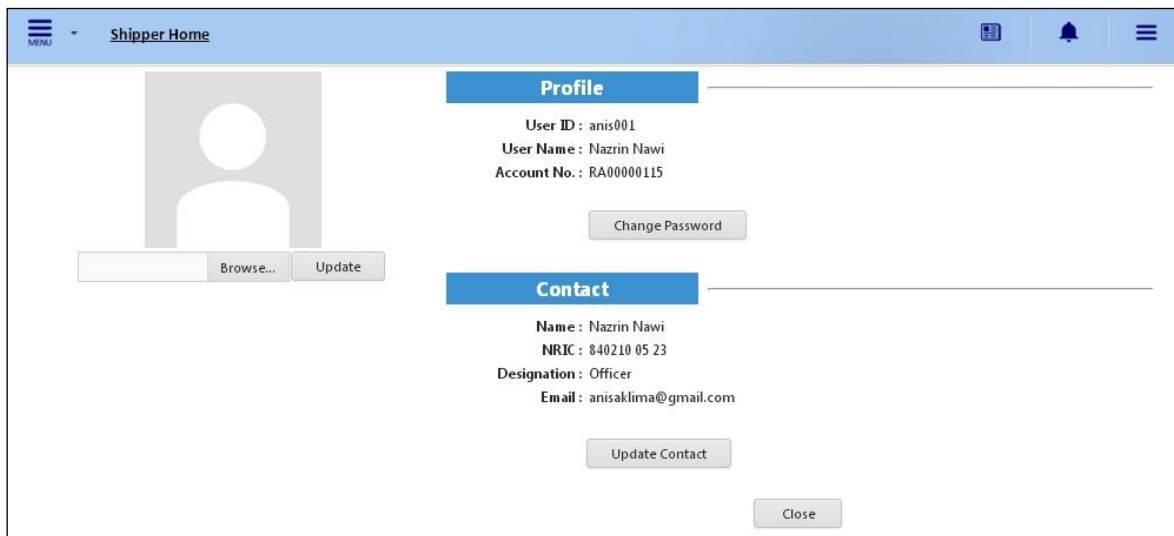 MENU
Shipper Home
Profile
User ID : anis001
User Name : Nazrin Nawi
Account No. : RA00000115
Change Password
Browse... Update
Contact
Name : Nazrin Nawi
NRIC : 840210 05 23
Designation : Officer
Email : anisaklima@gmail.com
Update Contact
Close